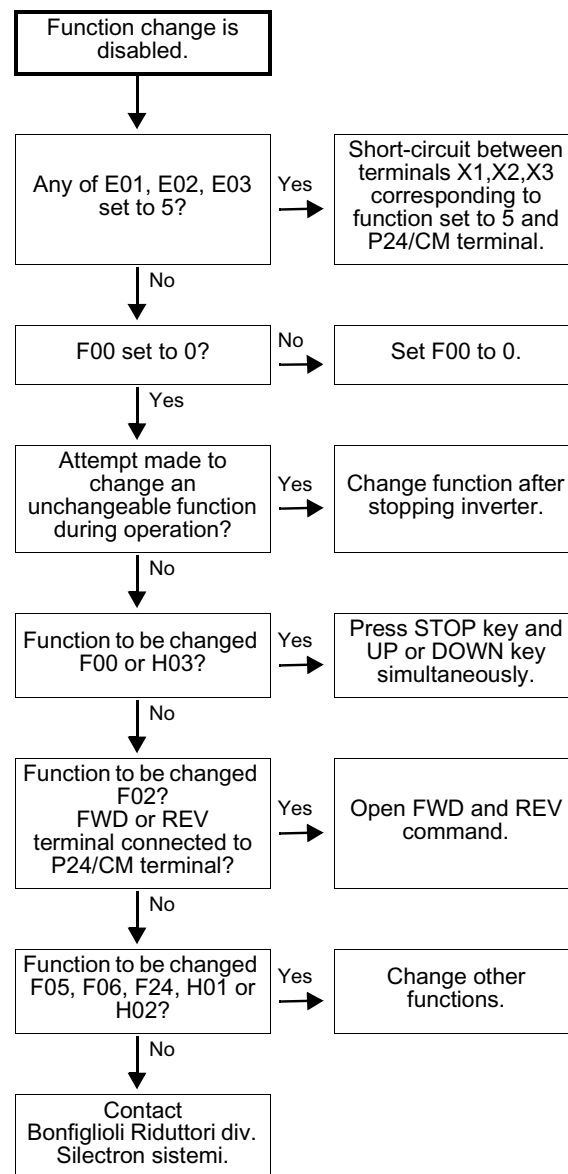 Function change is
disabled.
Any of E01, E02, E03
set to 5?
Yes
Short-circuit between
terminals X1,X2,X3
corresponding to
function set to 5 and
P24/CM terminal.
No
F00 set to 0?
No
Set F00 to 0.
Yes
Attempt made to
change an
unchangeable function
during operation?
Yes
Change function after
stopping inverter.
No
Function to be changed
F00 or H03?
Yes
Press STOP key and
UP or DOWN key
simultaneously.
No
Function to be changed
F02?
FWD or REV
terminal connected to
P24/CM terminal?
Yes
Open FWD and REV
command.
No
Function to be changed
F05, F06, F24, H01 or
H02?
Yes
Change other
functions.
No
Contact
Bonfiglioli Riduttori div.
Silectron sistemi.